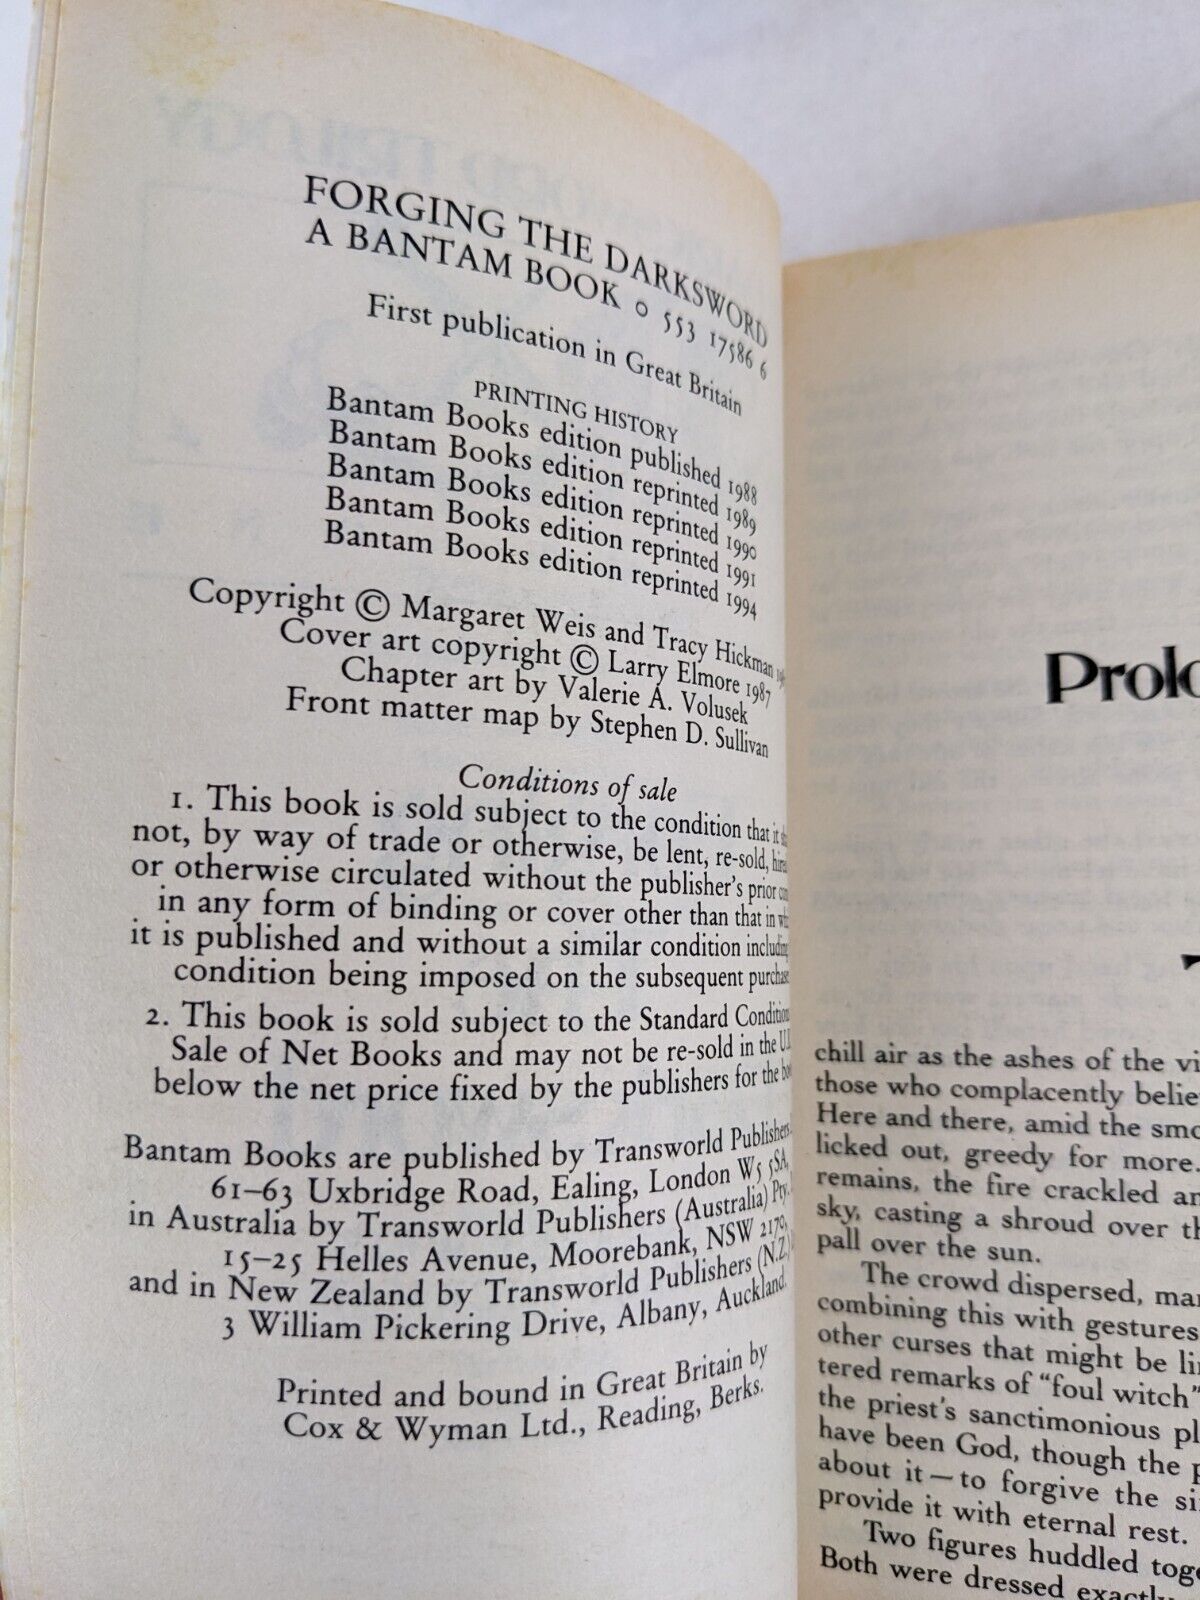 FORGING THE DARKSWORD
A BANTAM BOOK 0 553 17586 6
First publication in Great Britain
PRINTING HISTORY
Bantam Books edition published 1988
Bantam Books edition reprinted 1989
Bantam Books edition reprinted 1990
Bantam Books edition reprinted 1991
Bantam Books edition reprinted 1994
Copyright © Margaret Weis and Tracy Hickman
Cover art copyright © Larry Elmore 1987
Chapter art by Valerie A. Volusek
Front matter map by Stephen D. Sullivan
Conditions of sale
1. This book is sold subject to the condition that it
not, by way of trade or otherwise, be lent, re-sold,
or otherwise circulated without the publisher's prior
in any form of binding or cover other than that in
it is published and without a similar condition including
condition being imposed on the subsequent
2. This book is sold subject to the Standard
Sale of Net Books and may not be re-sold in the
below the net price fixed by the publishers for the
Bantam Books are published by Transworld Publishers
61–63 Uxbridge Road, Ealing, London W5 5SA,
in Australia by Transworld Publishers (Australia) Pty.
15–25 Helles Avenue, Moorebank, NSW 2170,
and in New Zealand by Transworld Publishers (N.Z.)
3 William Pickering Drive, Albany, Auckland.
Printed and bound in Great Britain by
Cox & Wyman Ltd., Reading, Berks.
chill air as the ashes of the
those who complacently
Here and there, amid the
licked out, greedy for more.
remains, the fire crackled
sky, casting a shroud over
pall over the sun.
The crowd dispersed,
combining this with gestures
other curses that might be
tered remarks of "foul witch"
the priest's sanctimonious
have been God, though the
about it—to forgive the
provide it with eternal rest.
Two figures huddled
Both were dressed exactly